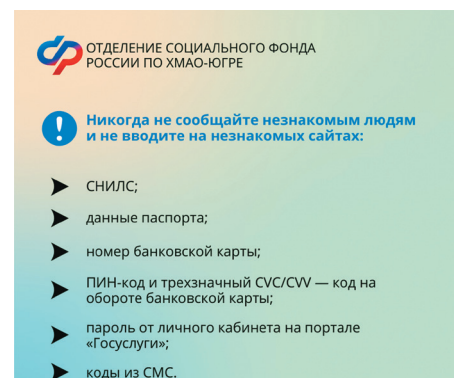 ОТДЕЛЕНИЕ СОЦИАЛЬНОГО ФОНДА
РОССИИ ПО ХМАО-ЮГРЕ
Никогда не сообщайте незнакомым людям
и не вводите на незнакомых сайтах:
СНИЛС;
данные паспорта;
номер банковской карты;
ПИН-код и трехзначный CVC/CVV — код на
обороте банковской карты;
пароль от личного кабинета на портале
«Госуслуги»;
коды из СМС.